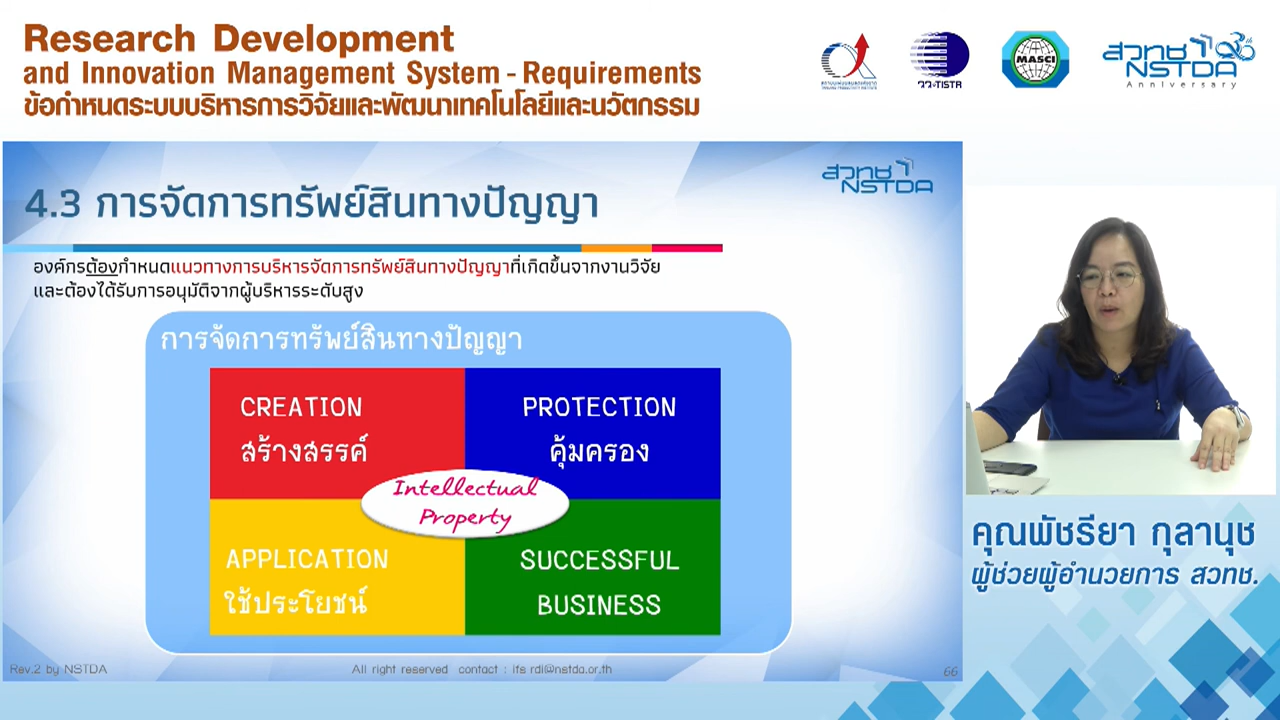 Research Development
and Innovation Management System - Requirements
ข้อกำหนดระบบบริหารการวิจัยและพัฒนาเทคโนโลยีและนวัตกรรม
วว•TISTR
MASCI
สวทช
NSTDA
Anniversary
สวทช
NSTDA
4.3 การจัดการทรัพย์สินทางปัญญา
องค์กรต้องกำหนดแนวทางการบริหารจัดการทรัพย์สินทางปัญญาที่เกิดขึ้นจากงานวิจัย
และต้องได้รับการอนุมัติจากผู้บริหารระดับสูง
การจัดการทรัพย์สินทางปัญญา
CREATION
สร้างสรรค์
PROTECTION
คุ้มครอง
Intellectual
Property
APPLICATION
ใช้ประโยชน์
SUCCESSFUL
BUSINESS
Rev.2 by NSTDA
All right reserved contact : ifs rdi@nstda.or.th
66
คุณพัชรียา กุลานุช
ผู้ช่วยผู้อำนวยการ สวทช.